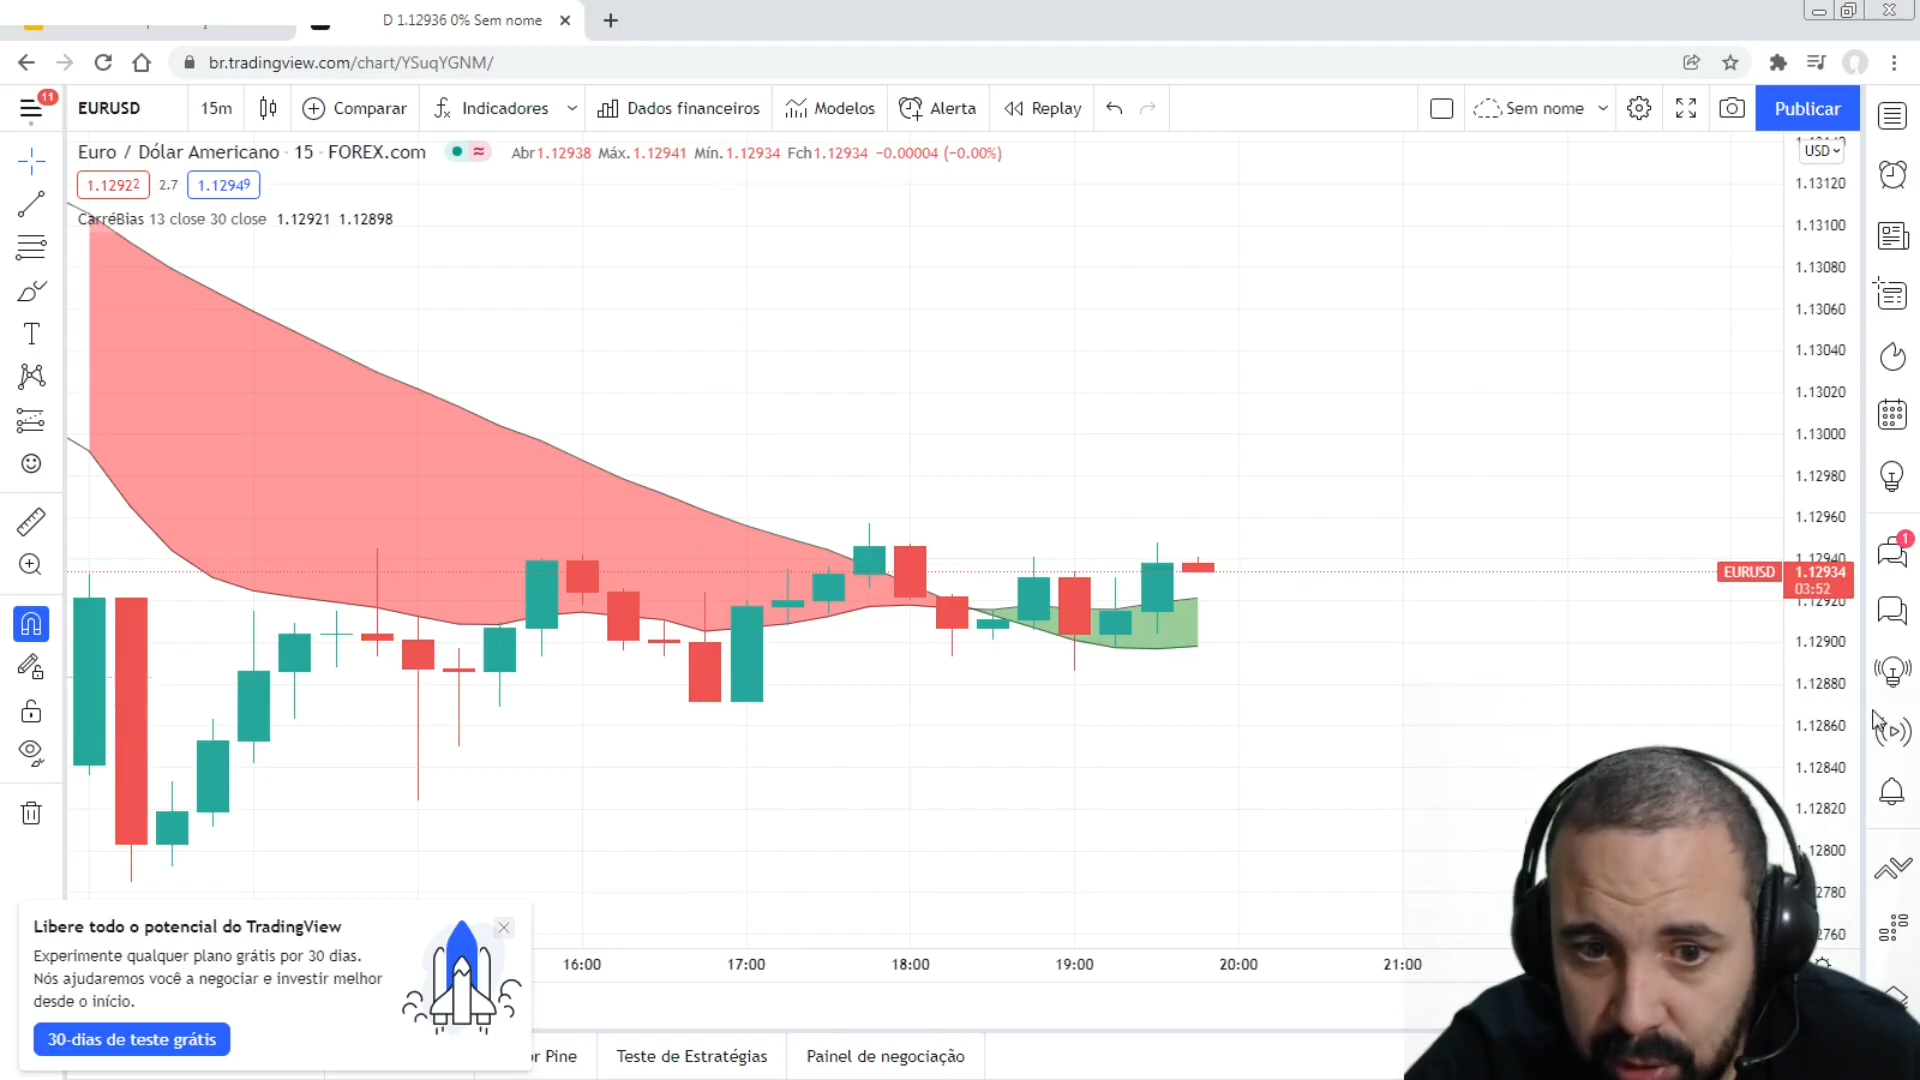 D 1.12936 0% Sem nome
br.tradingview.com/chart/YSuqYGNM/
11
EURUSD
15m
Comparar
Indicadores
Dados financeiros
Modelos
Alerta
Replay
Sem nome
Publicar
Euro / Dólar Americano · 15 · FOREX.com
Abr1.12938 Máx.1.12941 Mín.1.12934 Fch1.12934 −0.00004 (−0.00%)
USD
1.12922
2.7
1.12949
CarréBias 13 close 30 close 1.12921 1.12898
1.13120
1.13100
1.13080
1.13060
1.13040
1.13020
1.13000
1.12980
1.12960
1.12940
EURUSD
1.12934
03:52
1.12920
1.12900
1.12880
1.12860
1.12840
1.12820
1
16:00
17:00
18:00
19:00
20:00
21:00
Libere todo o potencial do TradingView
Experimente qualquer plano grátis por 30 dias.
Nós ajudaremos você a negociar e investir melhor
desde o início.
30-dias de teste grátis
Pine
Teste de Estratégias
Painel de negociação